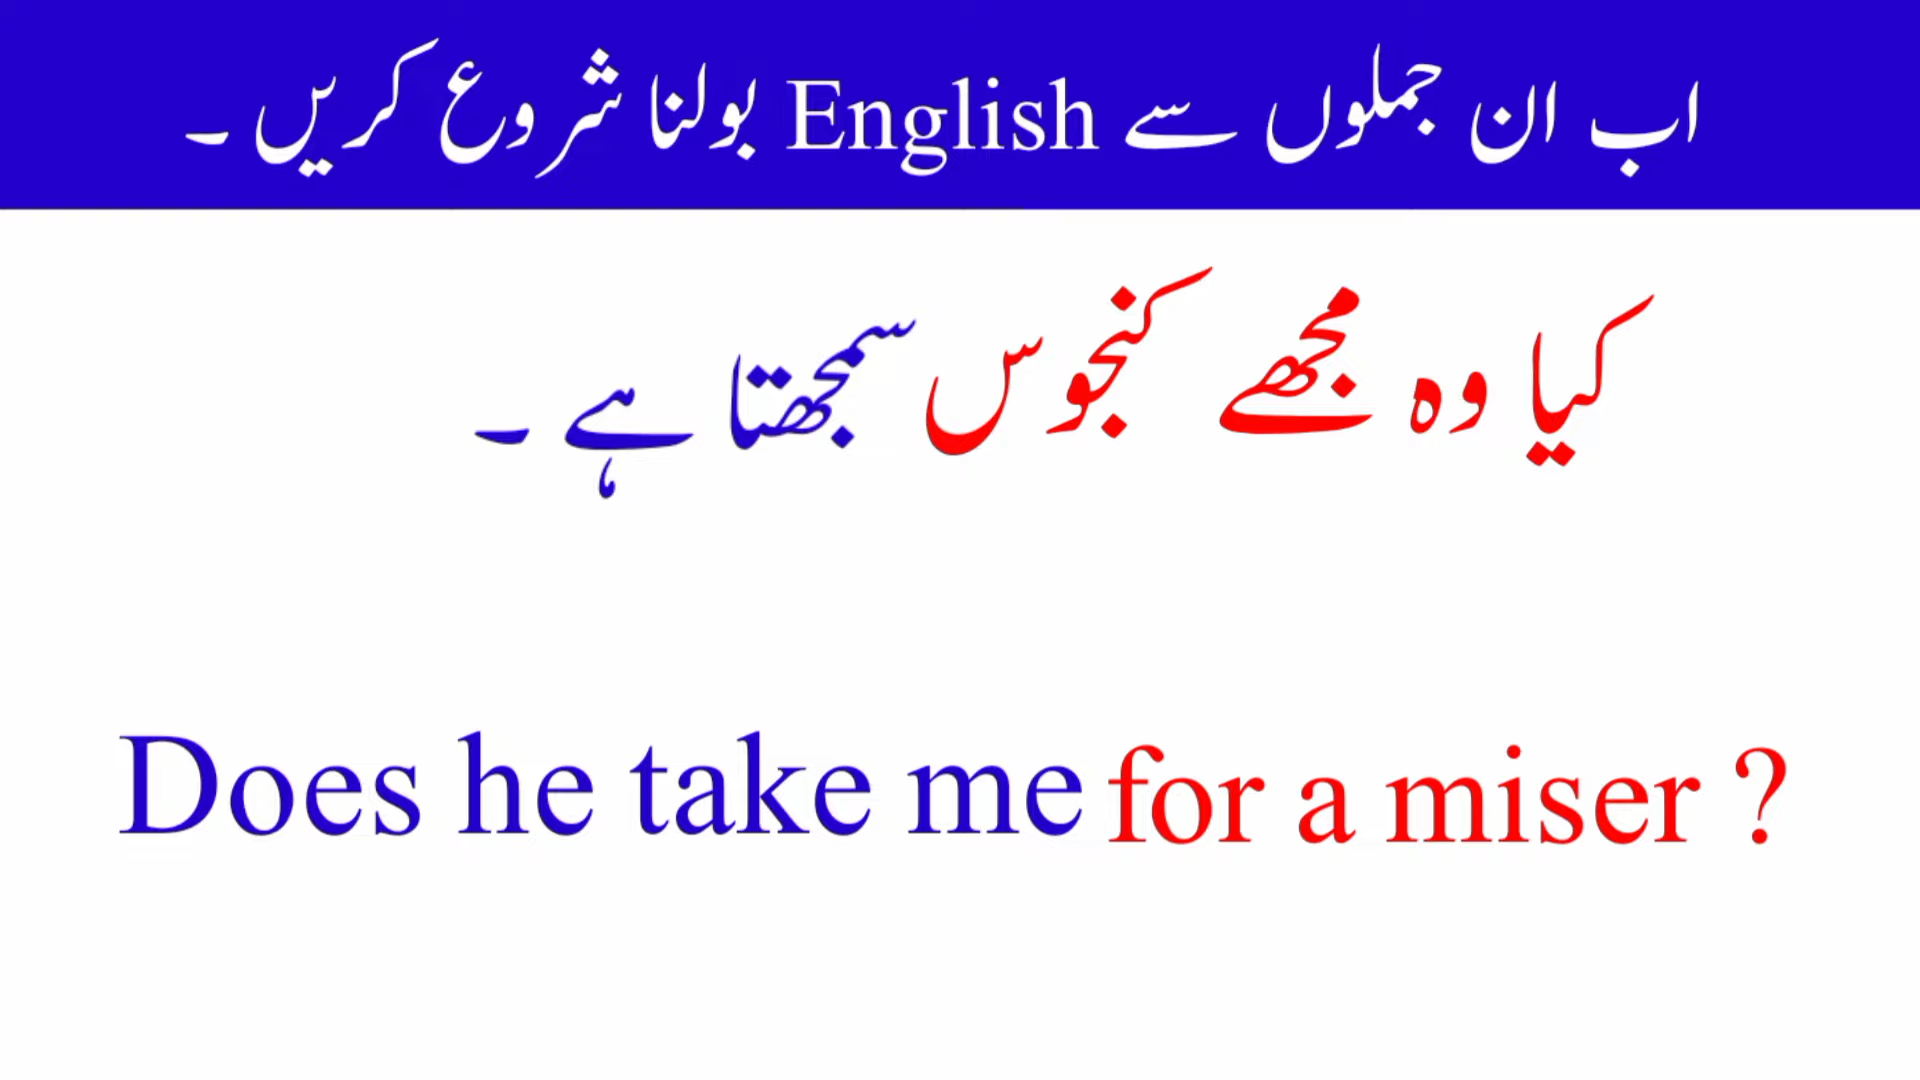 اب ان جملوں سے English بولنا شروع کریں ۔
کیا وہ مجھے کنجوس سمجھتا ہے ۔
Does he take me for a miser ?